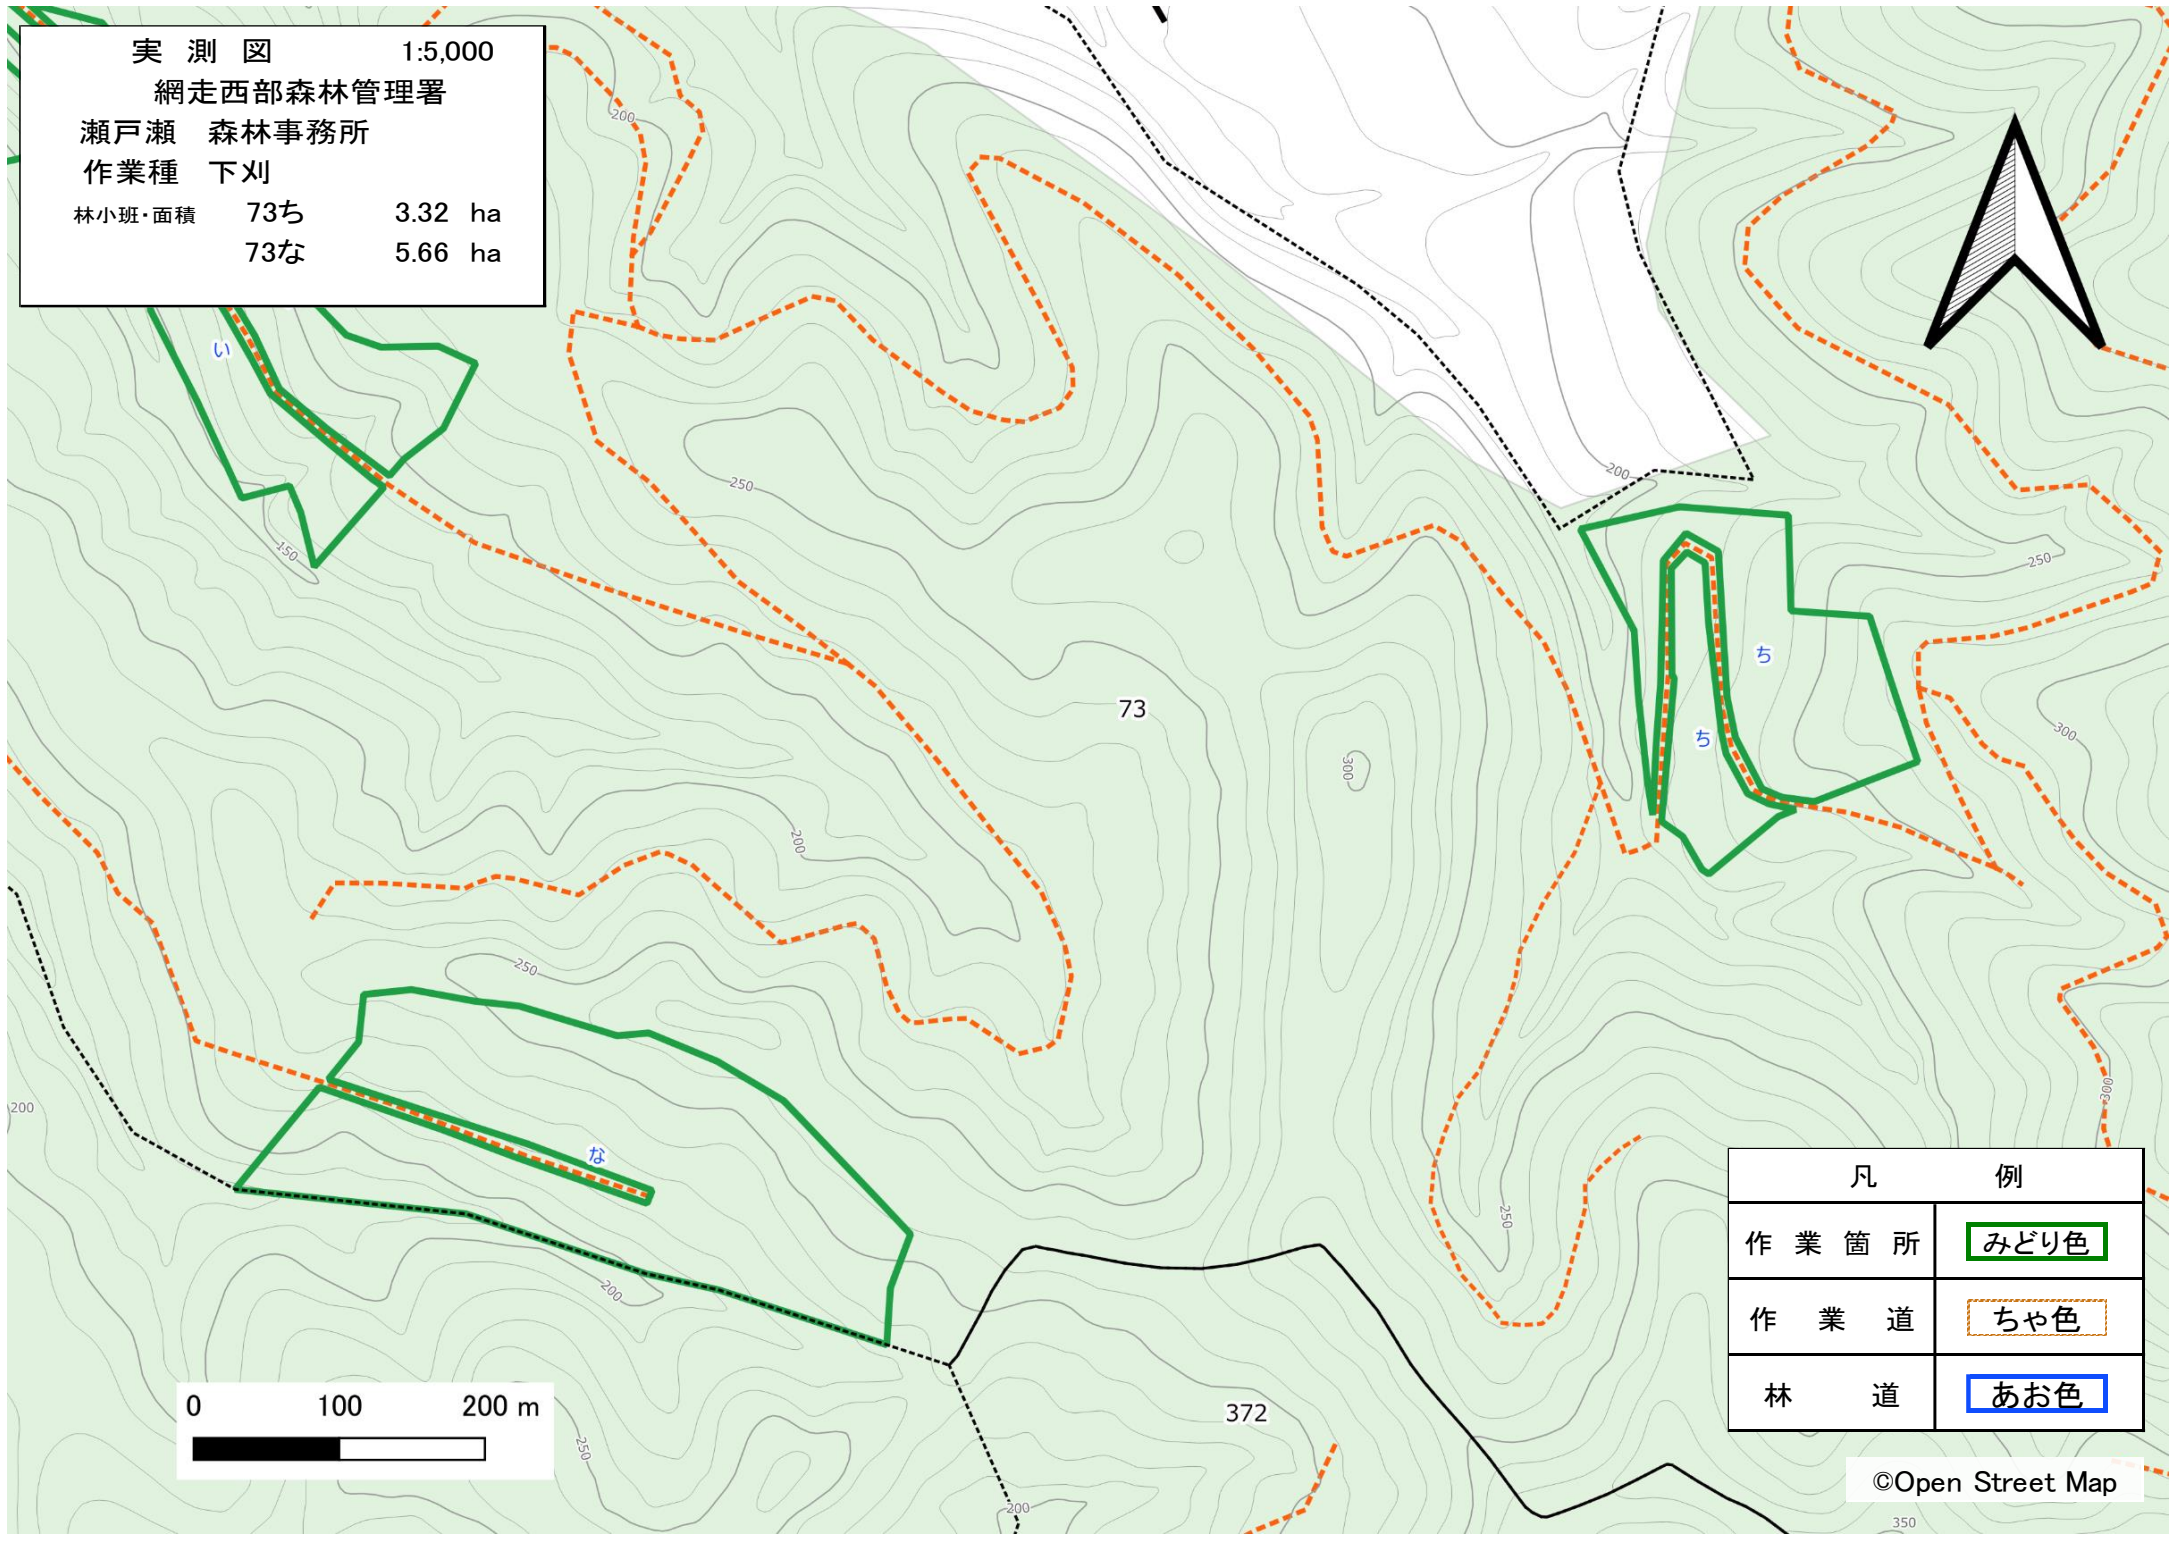 実 測 図 1:5,000
網走西部森林管理署
瀬戸瀬 森林事務所
作業種 下刈
林小班・面積 73ち 3.32 ha
73な 5.66 ha
200
い
250
200
250
150
ち
73
ち
300
300
200
250
200
300
な
250
200
凡 例
作 業 箇 所 みどり色
作 業 道 ちゃ色
林 道 あお色
0 100 200 m
372
250
200
350
©Open Street Map